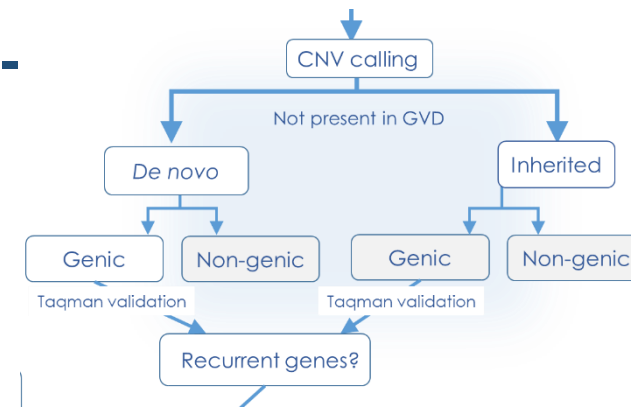 CNV calling
Not present in GVD
De novo
Inherited
Genic
Non-genic
Genic
Non-genic
Taqman validation
Taqman validation
Recurrent genes?